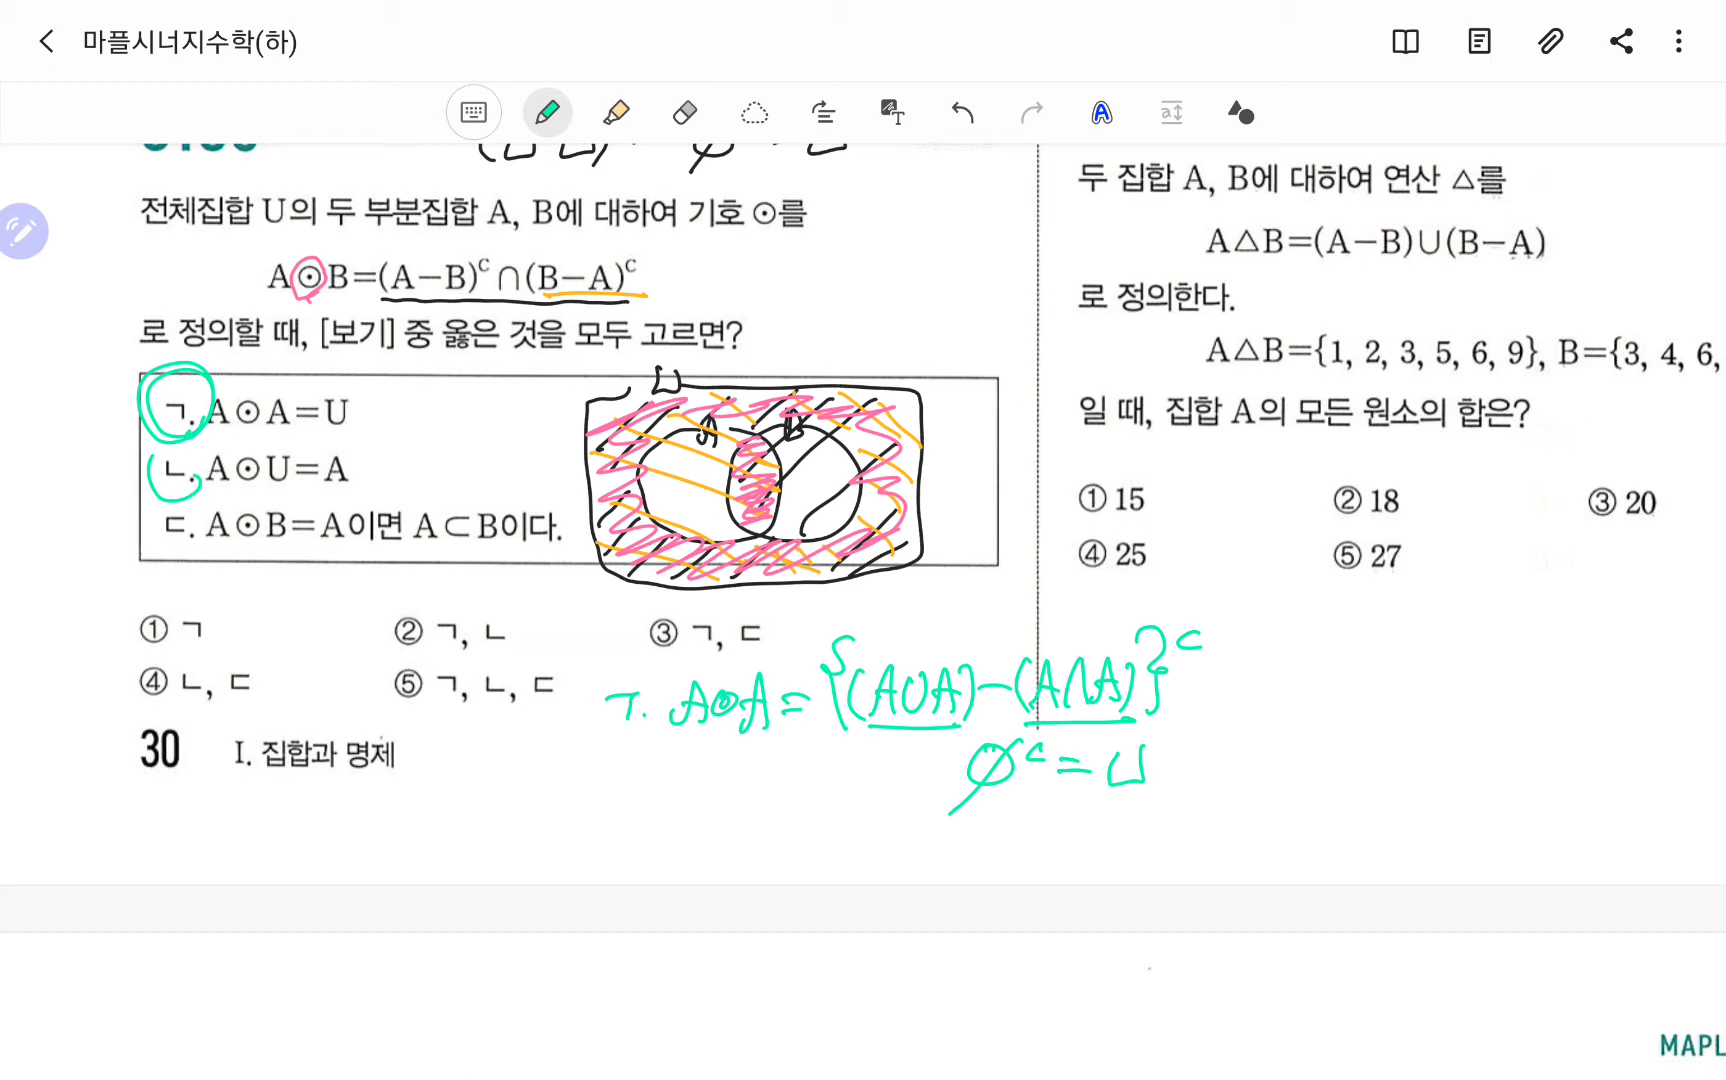 마플시너지수학(하)
전체집합 U의 두 부분집합 A, B에 대하여 기호 ⊙를
A⊙B=(A−B)ᶜ∩(B−A)ᶜ
로 정의할 때, [보기] 중 옳은 것을 모두 고르면?
ㄱ. A⊙A=U
ㄴ. A⊙U=A
ㄷ. A⊙B=A이면 A⊂B이다.
U
A B
① ㄱ ② ㄱ, ㄴ ③ ㄱ, ㄷ
④ ㄴ, ㄷ ⑤ ㄱ, ㄴ, ㄷ
ㄱ. A⊙A={(A∪A)−(A∩A)}ᶜ
∅ᶜ=U
30 Ⅰ. 집합과 명제
두 집합 A, B에 대하여 연산 △를
A△B=(A−B)∪(B−A)
로 정의한다.
A△B={1, 2, 3, 5, 6, 9}, B={3, 4, 6,
일 때, 집합 A의 모든 원소의 합은?
① 15 ② 18 ③ 20
④ 25 ⑤ 27
MAPL